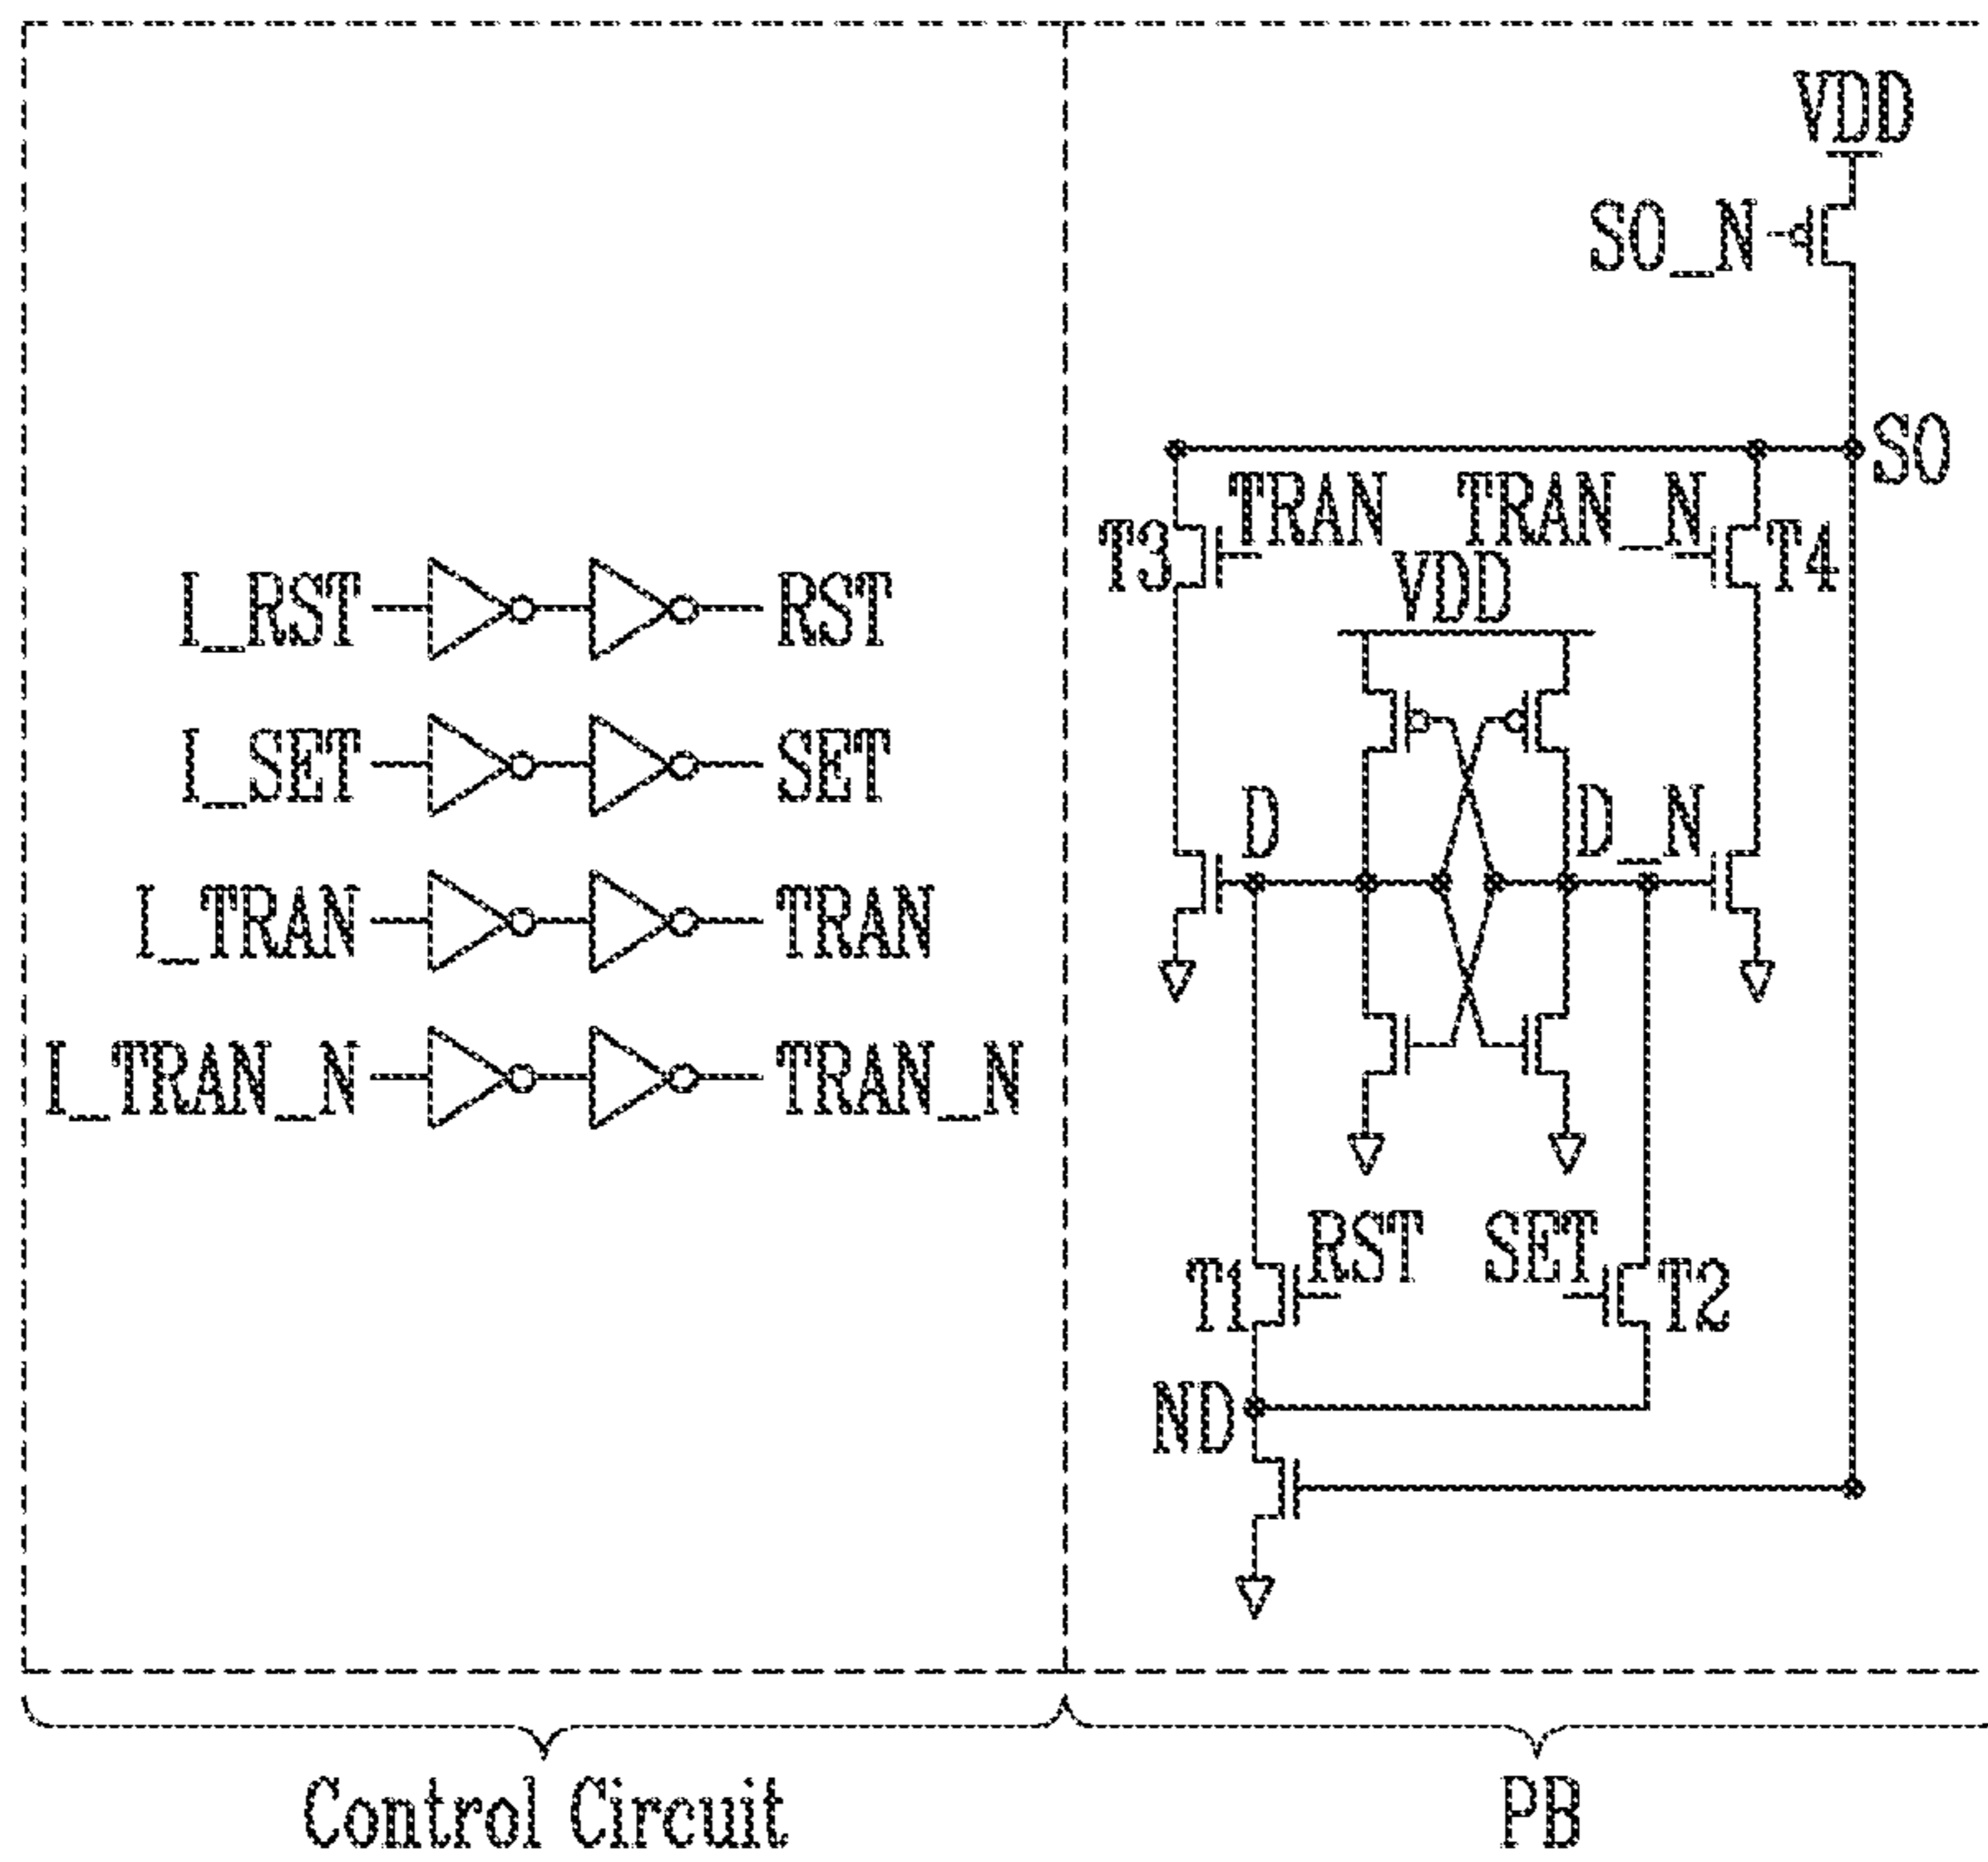 VDD
SO_N
SO
TRAN
TRAN_N
T3
T4
VDD
I_RST
RST
I_SET
SET
D
D_N
I_TRAN
TRAN
I_TRAN_N
TRAN_N
RST
SET
T1
T2
ND
Control Circuit
PB